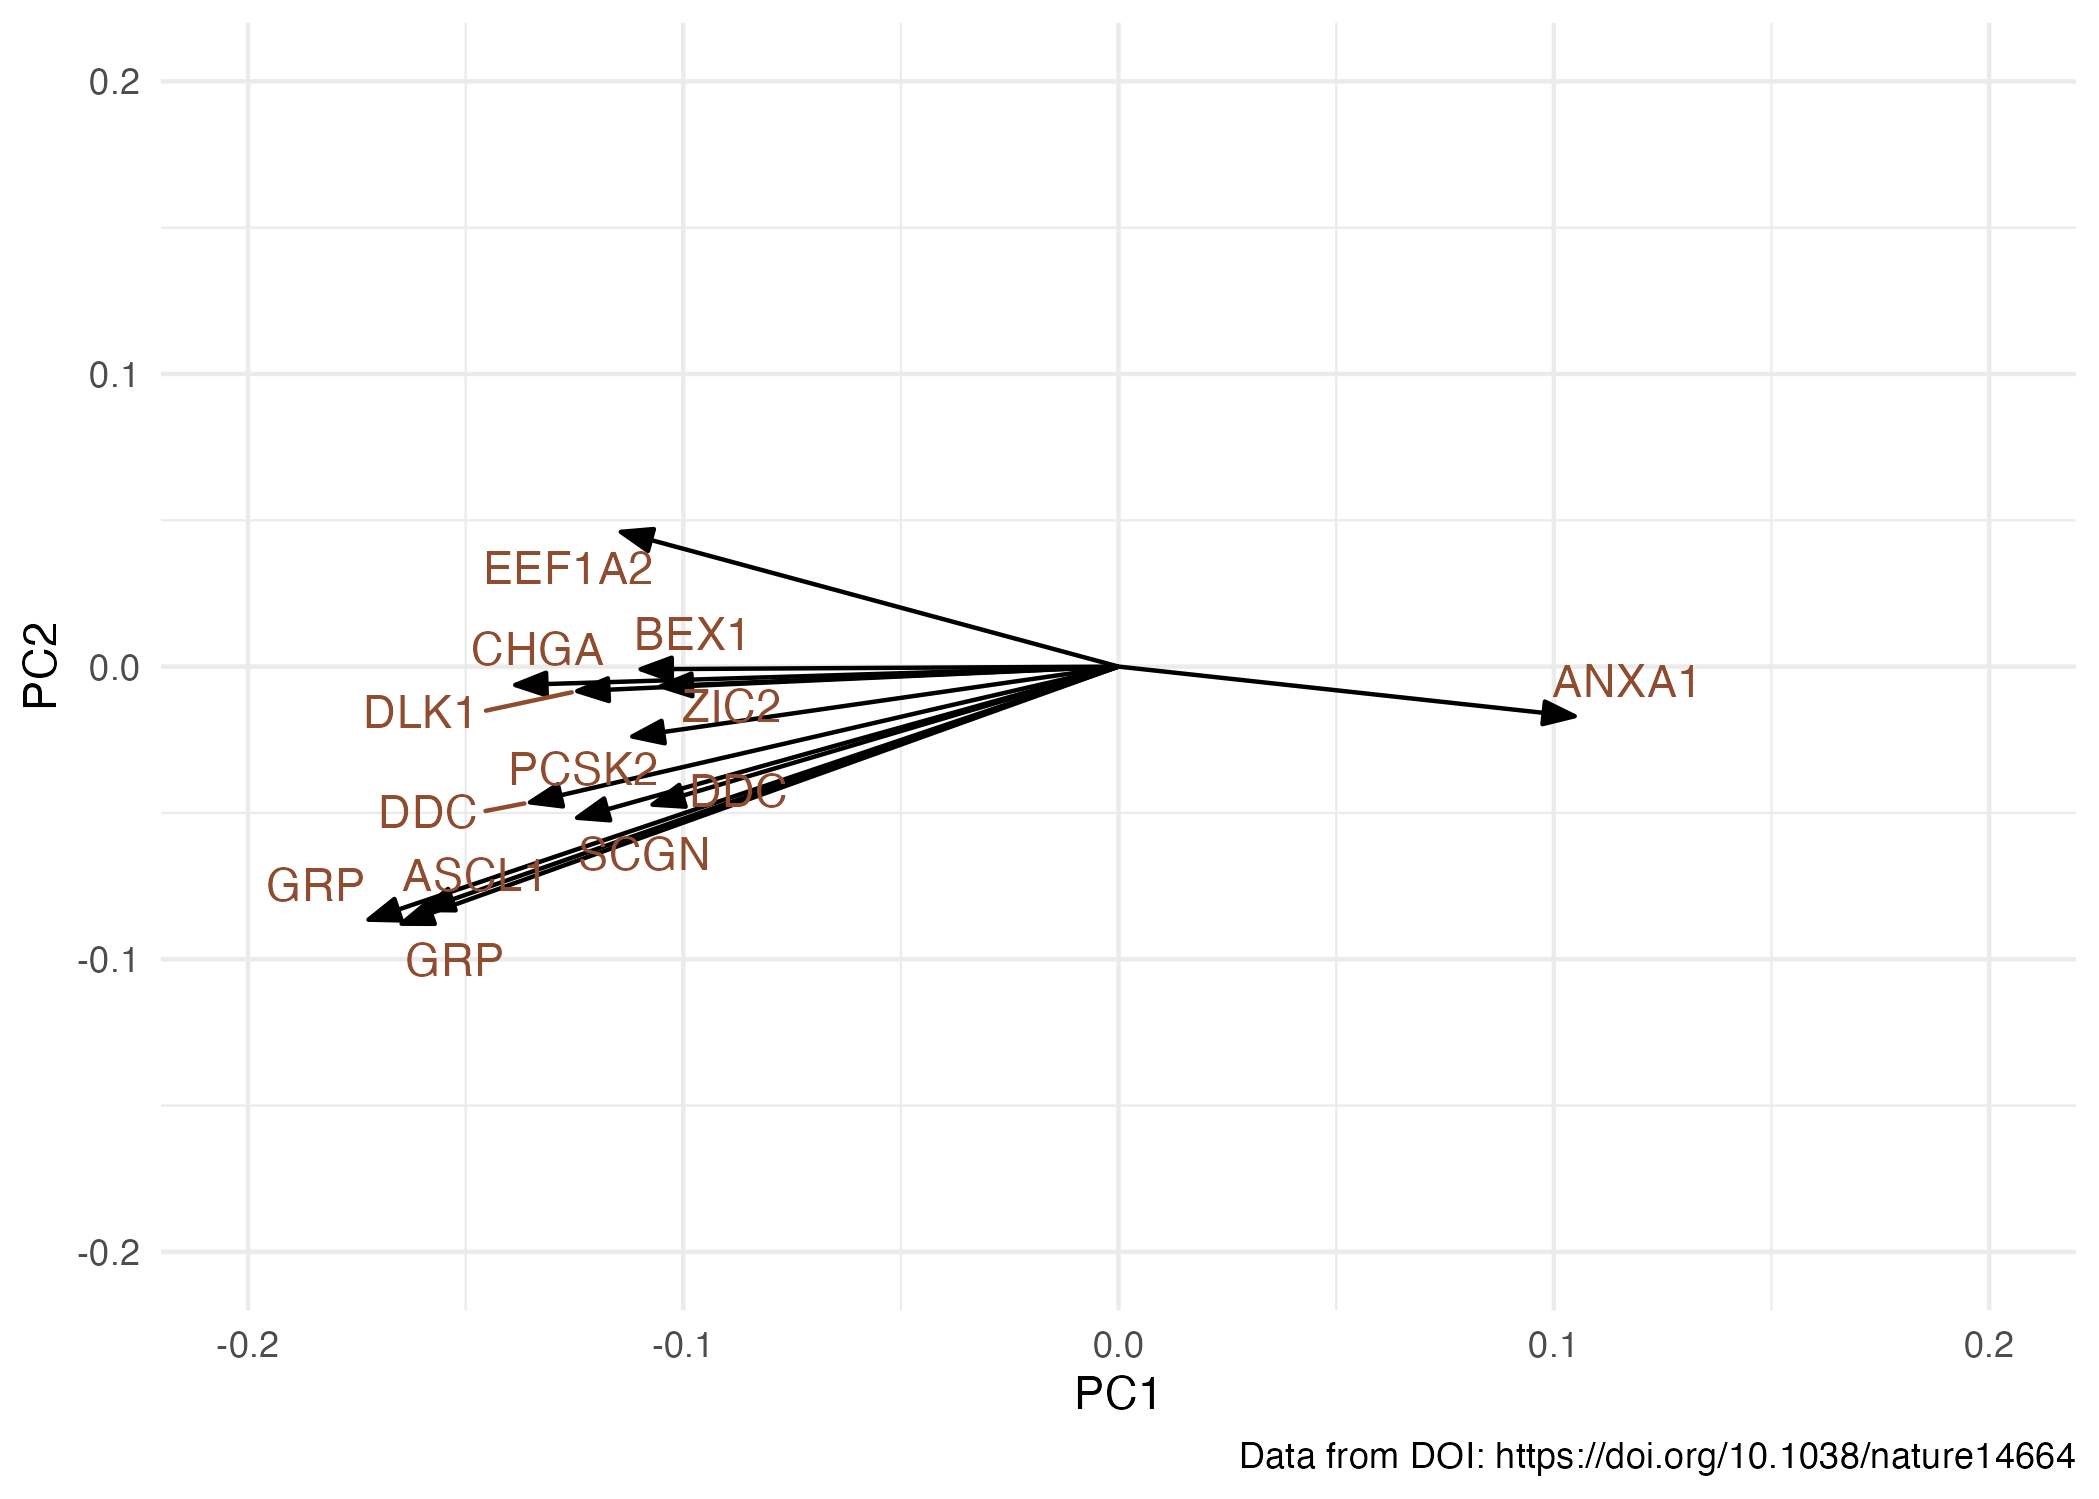 0.2
0.1
0.0
-0.1
-0.2
PC2
EEF1A2
BEX1
CHGA
ANXA1
ZIC2
DLK1
PCSK2
DDC
DDC
SCGN
ASCL1
GRP
GRP
-0.2
-0.1
0.0
0.1
0.2
PC1
Data from DOI: https://doi.org/10.1038/nature14664